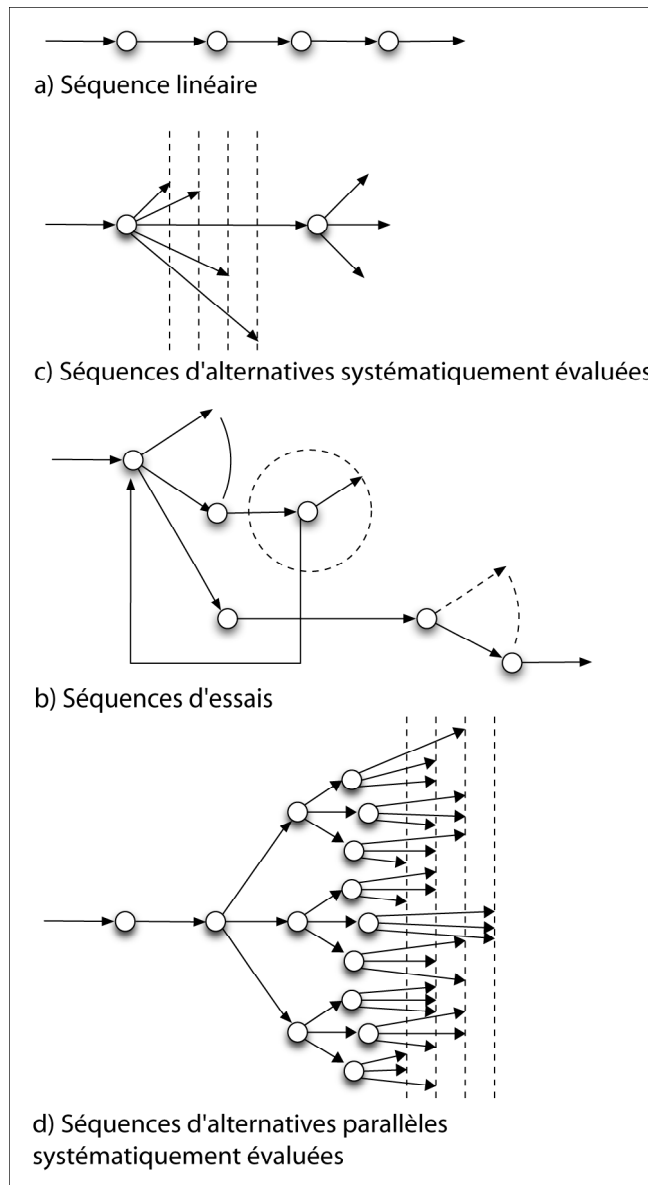 a) Séquence linéaire
c) Séquences d'alternatives systématiquement évaluées
b) Séquences d'essais
d) Séquences d'alternatives parallèles
systématiquement évaluées